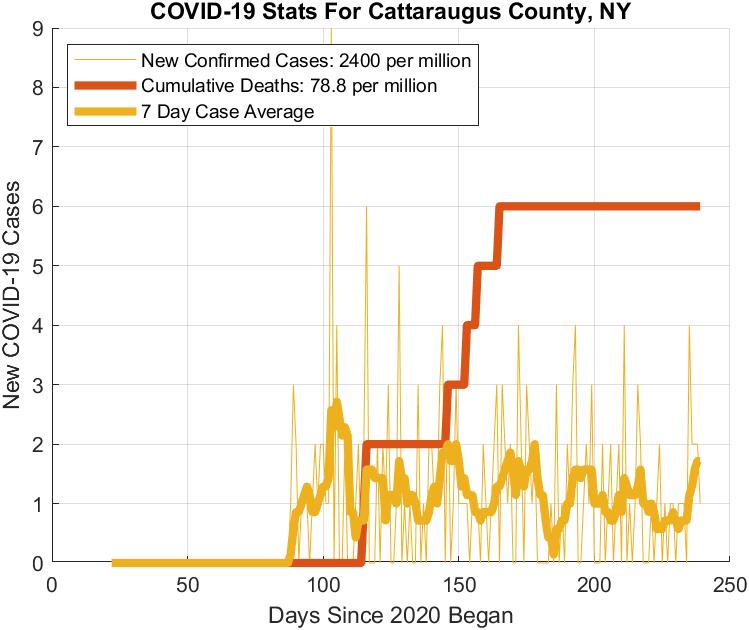 COVID-19 Stats For Cattaraugus County, NY
New Confirmed Cases: 2400 per million
Cumulative Deaths: 78.8 per million
7 Day Case Average
New COVID-19 Cases
9
8
7
6
5
4
3
2
1
0
0 50 100 150 200 250
Days Since 2020 Began